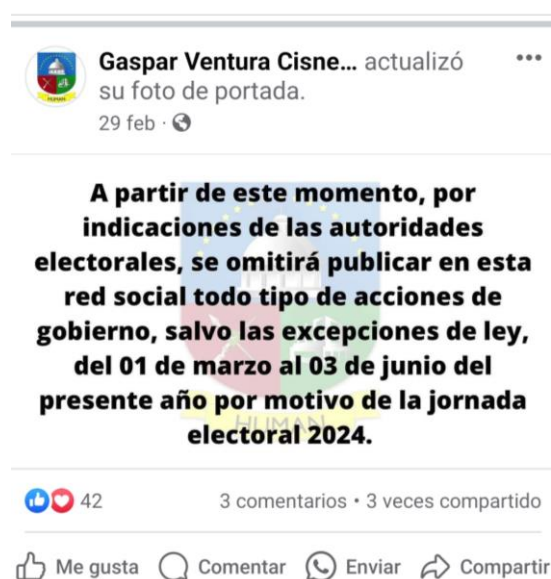 Gaspar Ventura Cisne... actualizó
su foto de portada.
29 feb ·
A partir de este momento, por
indicaciones de las autoridades
electorales, se omitirá publicar en esta
red social todo tipo de acciones de
gobierno, salvo las excepciones de ley,
del 01 de marzo al 03 de junio del
presente año por motivo de la jornada
electoral 2024.
HUMAN
42
3 comentarios • 3 veces compartido
Me gusta
Comentar
Enviar
Compartir